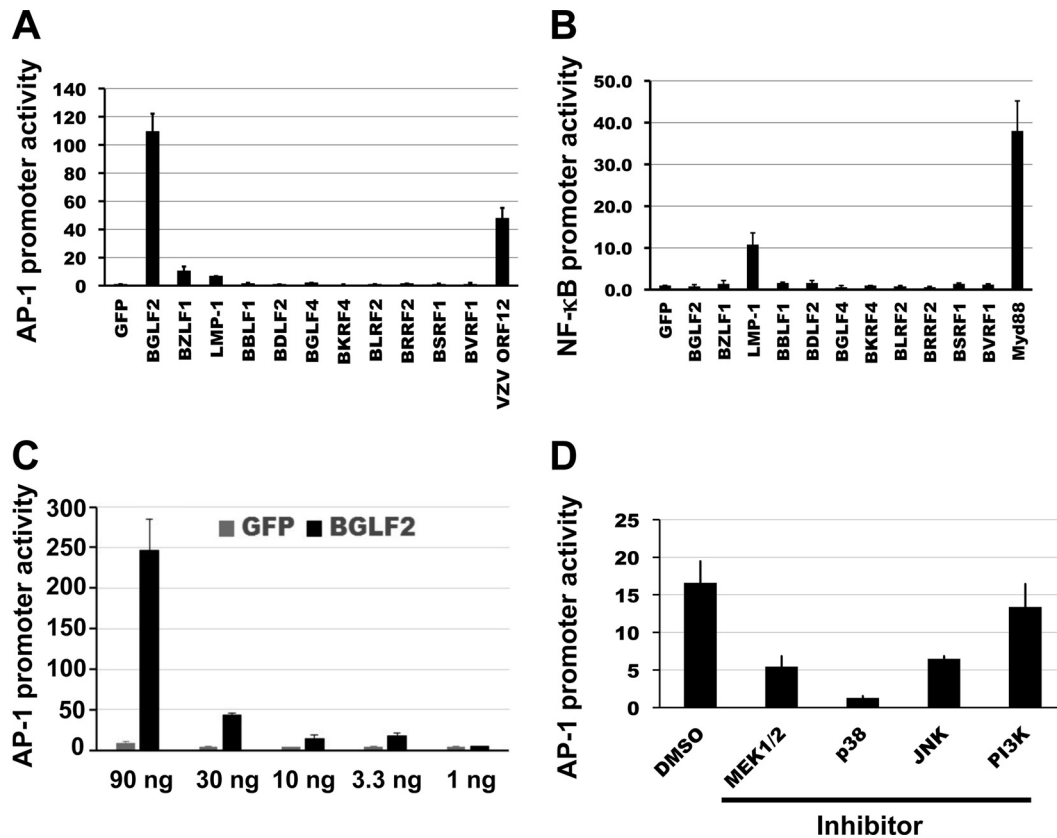 A
AP-1 promoter activity
140
120
100
80
60
40
20
0
GFP
BGLF2
BZLF1
LMP-1
BBLF1
BDLF2
BGLF4
BKRF4
BLRF2
BRRF2
BSRF1
BVRF1
VZV ORF12
B
NF-κB promoter activity
50.0
40.0
30.0
20.0
10.0
0.0
GFP
BGLF2
BZLF1
LMP-1
BBLF1
BDLF2
BGLF4
BKRF4
BLRF2
BRRF2
BSRF1
BVRF1
Myd88
C
AP-1 promoter activity
300
250
200
150
100
50
0
GFP BGLF2
90 ng 30 ng 10 ng 3.3 ng 1 ng
D
AP-1 promoter activity
25
20
15
10
5
0
DMSO
MEK1/2
p38
JNK
PI3K
Inhibitor